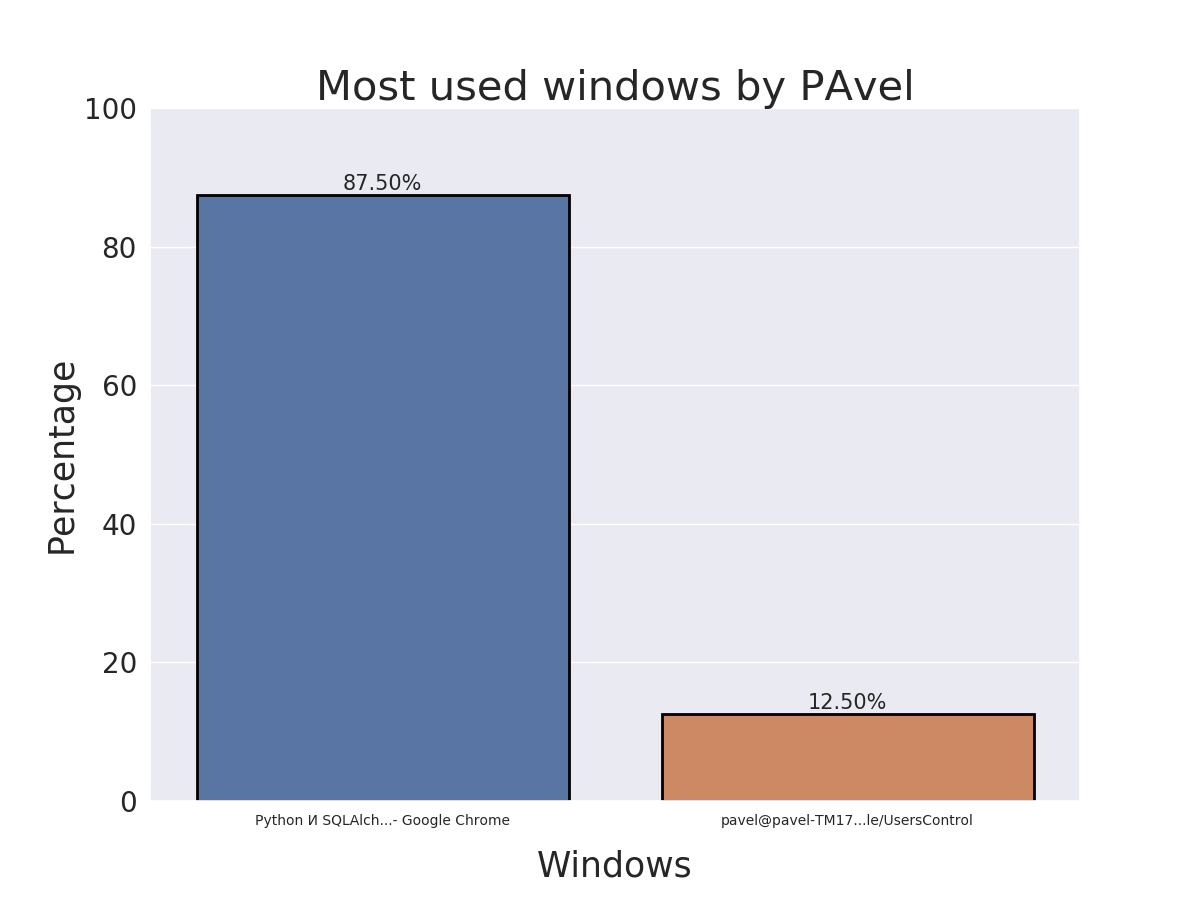 Most used windows by PAvel
100
80
60
40
20
0
Percentage
87.50%
12.50%
Python И SQLAlch...- Google Chrome
pavel@pavel-TM17...le/UsersControl
Windows